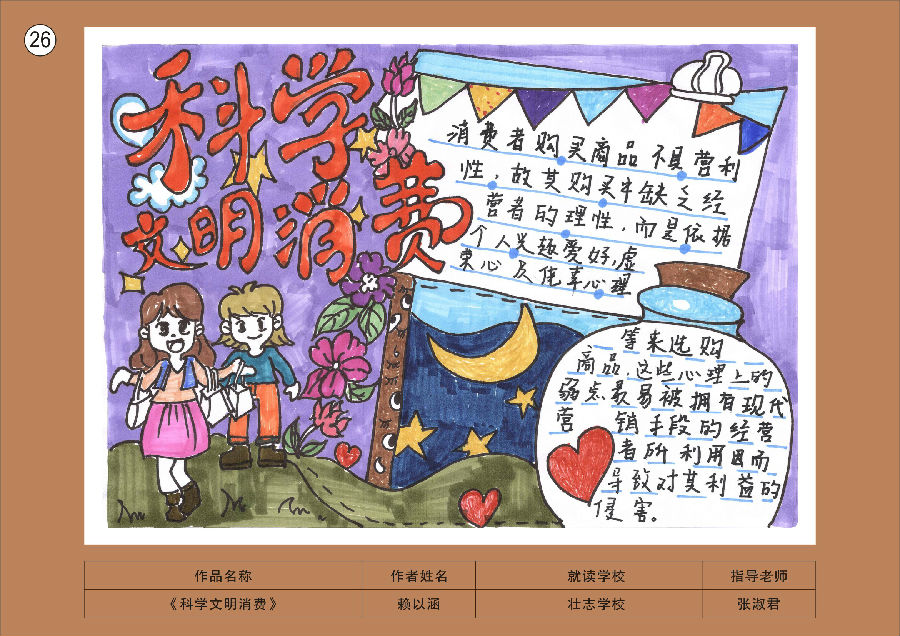 26
科学
文明消费
消费者购买商品不具营利
性，故其购买牛缺乏经
营者的理性，而是依据
个人兴趣爱好，虚
荣心及侥幸心理
等来选购
商品，这些心理上的
弱点最易被拥有现代
营销手段的经营
者所利用因而
导致对其利益的
侵害。
作品名称 作者姓名 就读学校 指导老师
《科学文明消费》 赖以涵 壮志学校 张淑君